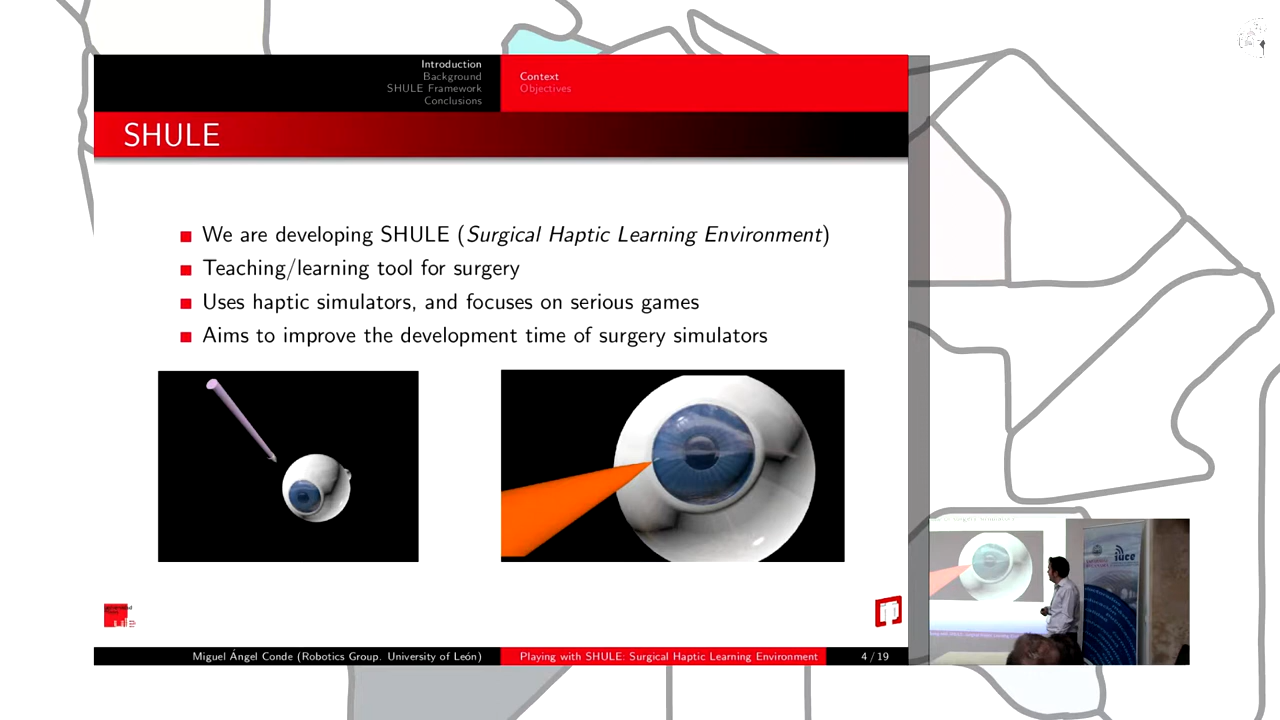 Introduction
Background
SHULE Framework
Conclusions
Context
Objectives
SHULE
We are developing SHULE (Surgical Haptic Learning Environment)
Teaching/learning tool for surgery
Uses haptic simulators, and focuses on serious games
Aims to improve the development time of surgery simulators
iuce
Miguel Ángel Conde (Robotics Group. University of León)
Playing with SHULE: Surgical Haptic Learning Environment
4 / 19